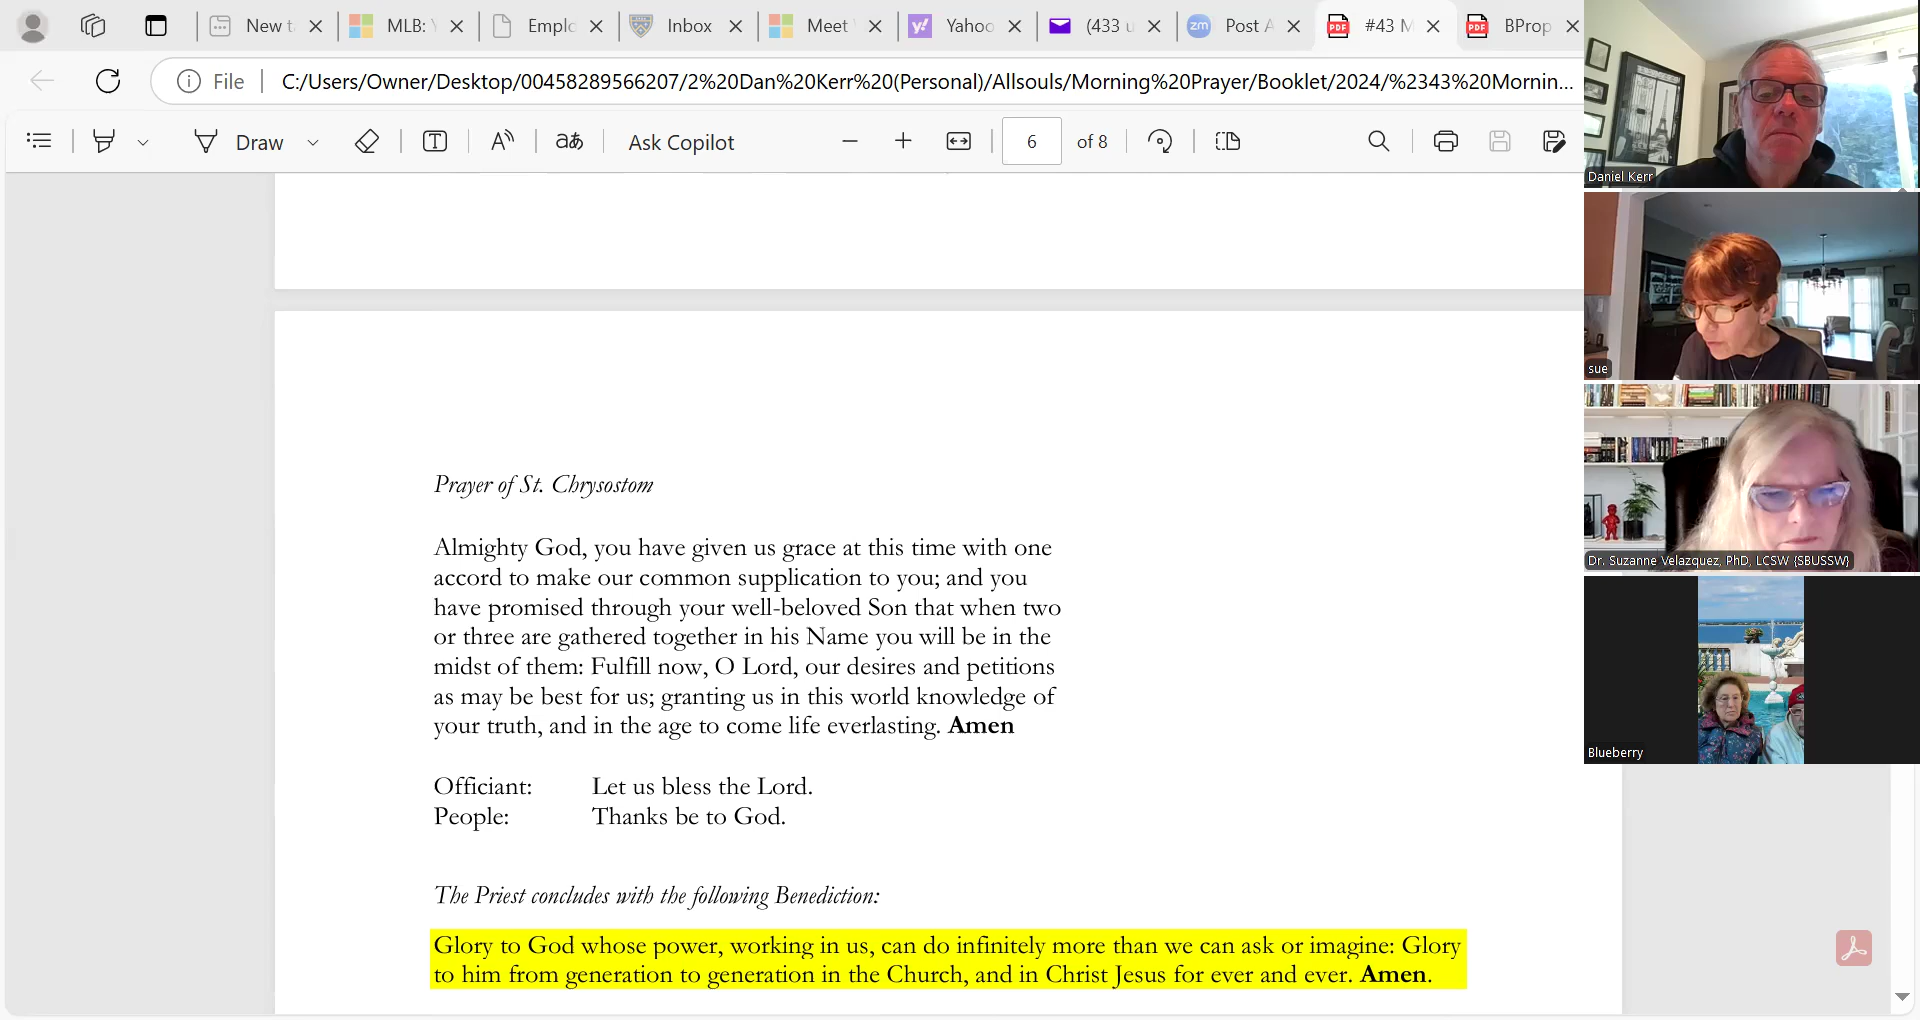 New t
MLB: Y
Emplo
Inbox
Meet
Yahoo
(433 u
zm
Post A
PDF
#43 M
PDF
BProp
File
C:/Users/Owner/Desktop/00458289566207/2%20Dan%20Kerr%20(Personal)/Allsouls/Morning%20Prayer/Booklet/2024/%2343%20Mornin...
Draw
Ask Copilot
6
of 8
Daniel Kerr
sue
Dr. Suzanne Velazquez, PhD, LCSW {SBUSSW}
Blueberry
Prayer of St. Chrysostom
Almighty God, you have given us grace at this time with one
accord to make our common supplication to you; and you
have promised through your well-beloved Son that when two
or three are gathered together in his Name you will be in the
midst of them: Fulfill now, O Lord, our desires and petitions
as may be best for us; granting us in this world knowledge of
your truth, and in the age to come life everlasting. Amen
Officiant: Let us bless the Lord.
People: Thanks be to God.
The Priest concludes with the following Benediction:
Glory to God whose power, working in us, can do infinitely more than we can ask or imagine: Glory
to him from generation to generation in the Church, and in Christ Jesus for ever and ever. Amen.